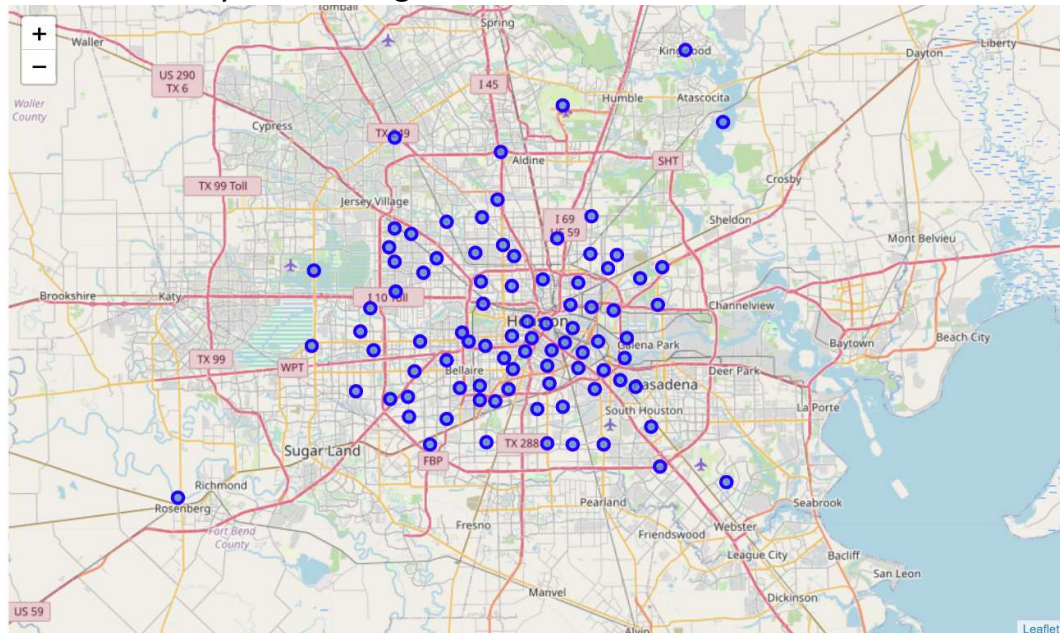 Tomball
Spring
Waller
+
−
Kingwood
Liberty
Dayton
US 290
TX 6
I 45
Humble
Atascocita
Waller
County
Cypress
Aldine
SHT
Crosby
TX 99 Toll
Jersey Village
I 69
US 59
Sheldon
Mont Belvieu
Brookshire
Katy
I 10 Toll
Channelview
Beach City
Baytown
Galena Park
TX 99
WPT
Bellaire
Deer Park
Pasadena
La Porte
South Houston
Sugar Land
TX 288
FBP
Richmond
Rosenberg
Pearland
Seabrook
Fresno
Webster
Friendswood
Fort Bend
County
League City
Bacliff
San Leon
Manvel
Dickinson
US 59
Alvin
Leaflet